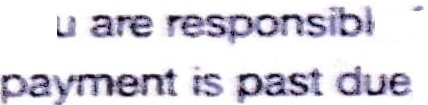 u are responsibl
payment is past due